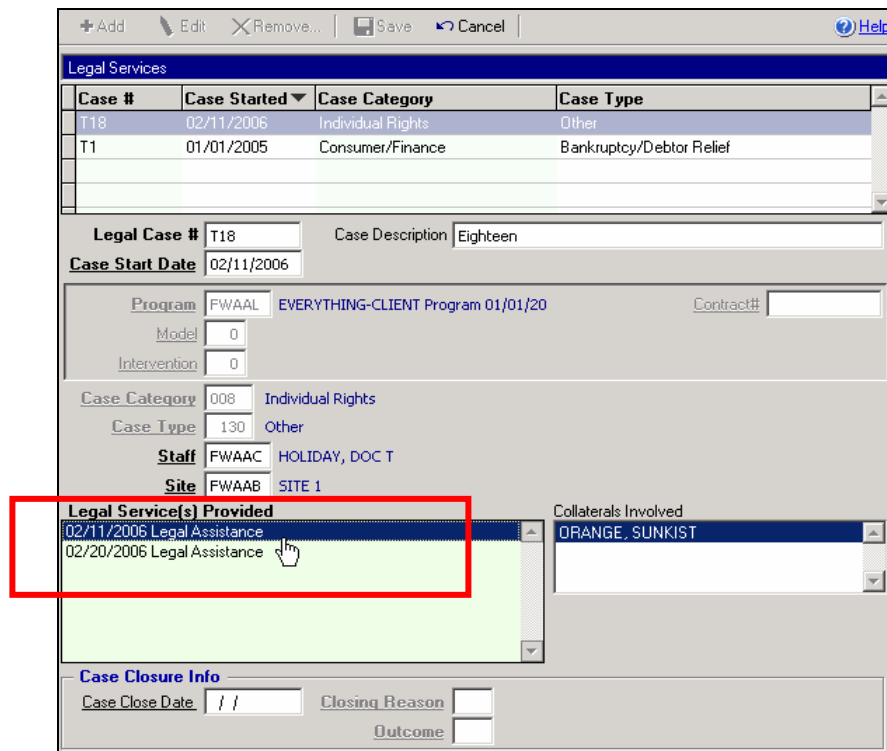 Add Edit Remove... Save Cancel Help
Legal Services
Case # Case Started Case Category Case Type
T18 02/11/2006 Individual Rights Other
T1 01/01/2005 Consumer/Finance Bankruptcy/Debtor Relief
Legal Case # T18 Case Description Eighteen
Case Start Date 02/11/2006
Program FWAAL EVERYTHING-CLIENT Program 01/01/20 Contract#
Model 0
Intervention 0
Case Category 008 Individual Rights
Case Type 130 Other
Staff FWAAC HOLIDAY, DOC T
Site FWAAB SITE 1
Legal Service(s) Provided Collaterals Involved
02/11/2006 Legal Assistance ORANGE, SUNKIST
02/20/2006 Legal Assistance
Case Closure Info
Case Close Date / / Closing Reason
Outcome